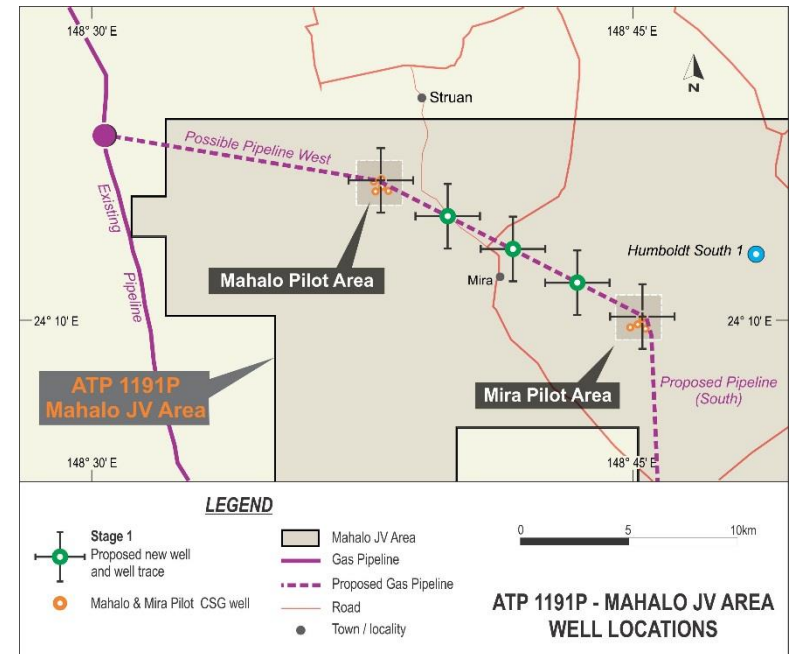 148° 30' E
148° 45' E
N
Struan
Possible Pipeline West
Existing
Pipeline
Humboldt South 1
Mahalo Pilot Area
Mira
24° 10' E
24° 10' E
ATP 1191P
Mahalo JV Area
Mira Pilot Area
Proposed Pipeline
(South)
148° 30' E
148° 45' E
LEGEND
Stage 1
Proposed new well
and well trace
Mahalo & Mira Pilot CSG well
Mahalo JV Area
Gas Pipeline
Proposed Gas Pipeline
Road
Town / locality
0 5 10km
ATP 1191P - MAHALO JV AREA
WELL LOCATIONS